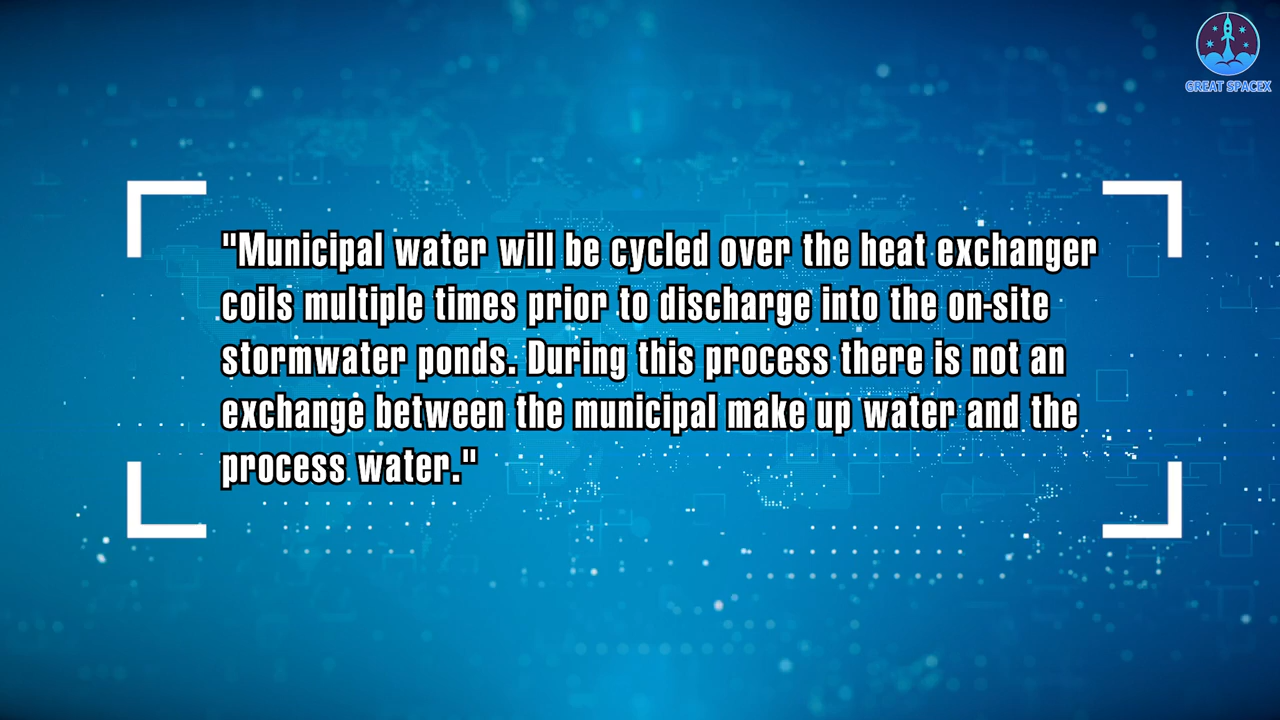 GREAT SPACEX
"Municipal water will be cycled over the heat exchanger
coils multiple times prior to discharge into the on-site
stormwater ponds. During this process there is not an
exchange between the municipal make up water and the
process water."